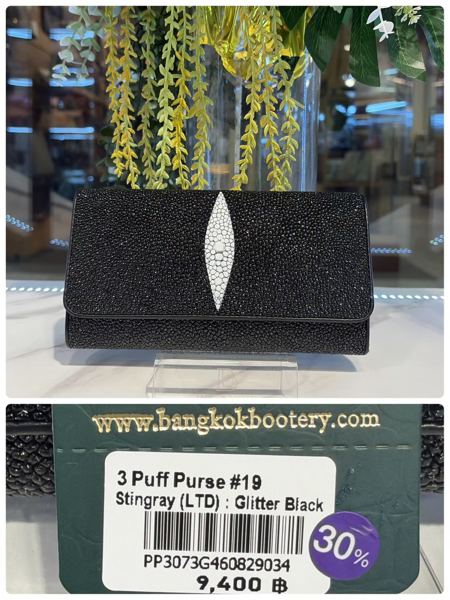 www.bangkokbootery.com
3 Puff Purse #19
Stingray (LTD) : Glitter Black
30%
PP3073G460829034
9,400 ฿